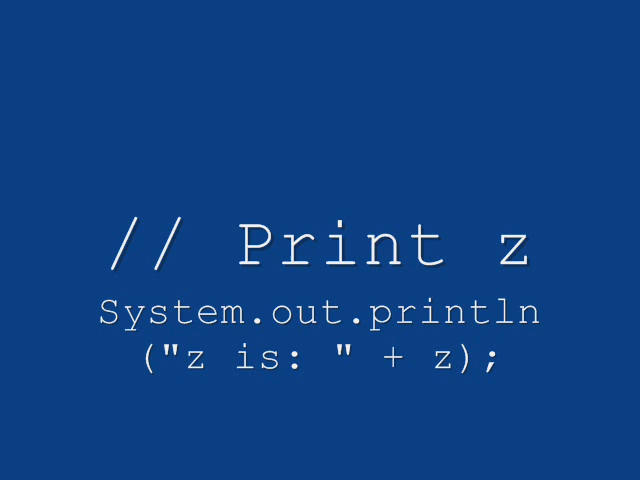 // Print z
System.out.println
("z is: " + z);